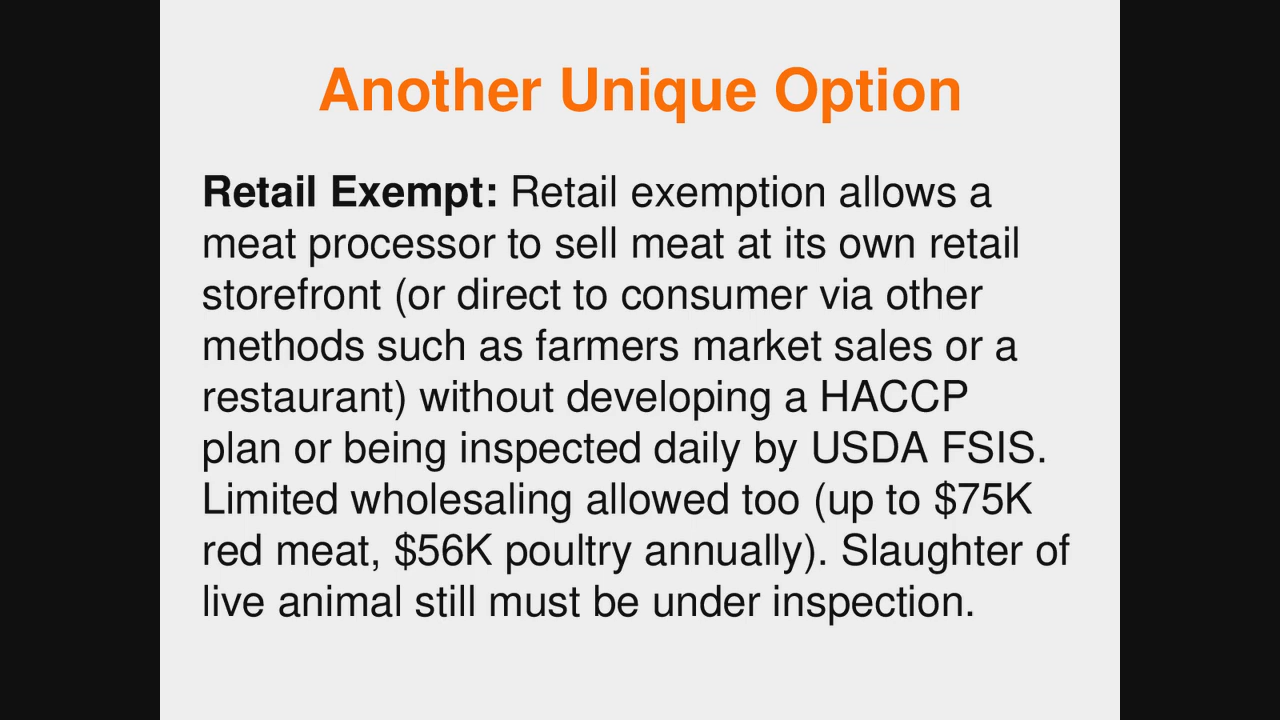 Another Unique Option
Retail Exempt: Retail exemption allows a
meat processor to sell meat at its own retail
storefront (or direct to consumer via other
methods such as farmers market sales or a
restaurant) without developing a HACCP
plan or being inspected daily by USDA FSIS.
Limited wholesaling allowed too (up to $75K
red meat, $56K poultry annually). Slaughter of
live animal still must be under inspection.